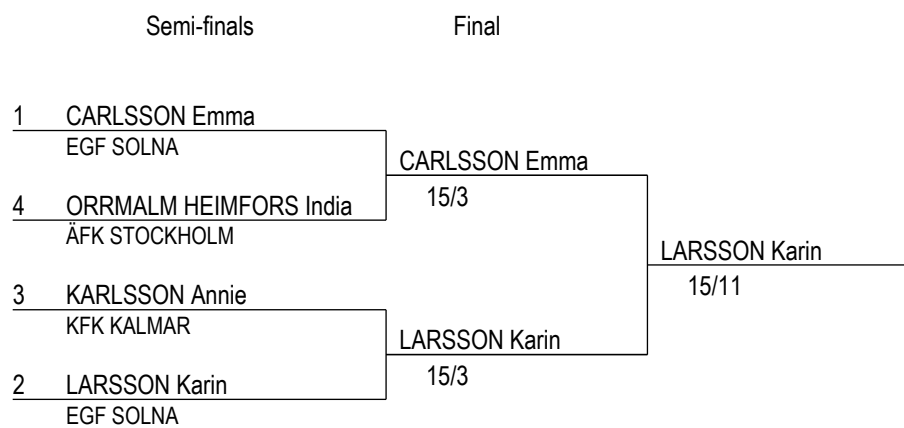 Semi-finals Final
1 CARLSSON Emma
EGF SOLNA
CARLSSON Emma
15/3
4 ORRMALM HEIMFORS India
ÄFK STOCKHOLM
LARSSON Karin
15/11
3 KARLSSON Annie
KFK KALMAR
LARSSON Karin
15/3
2 LARSSON Karin
EGF SOLNA